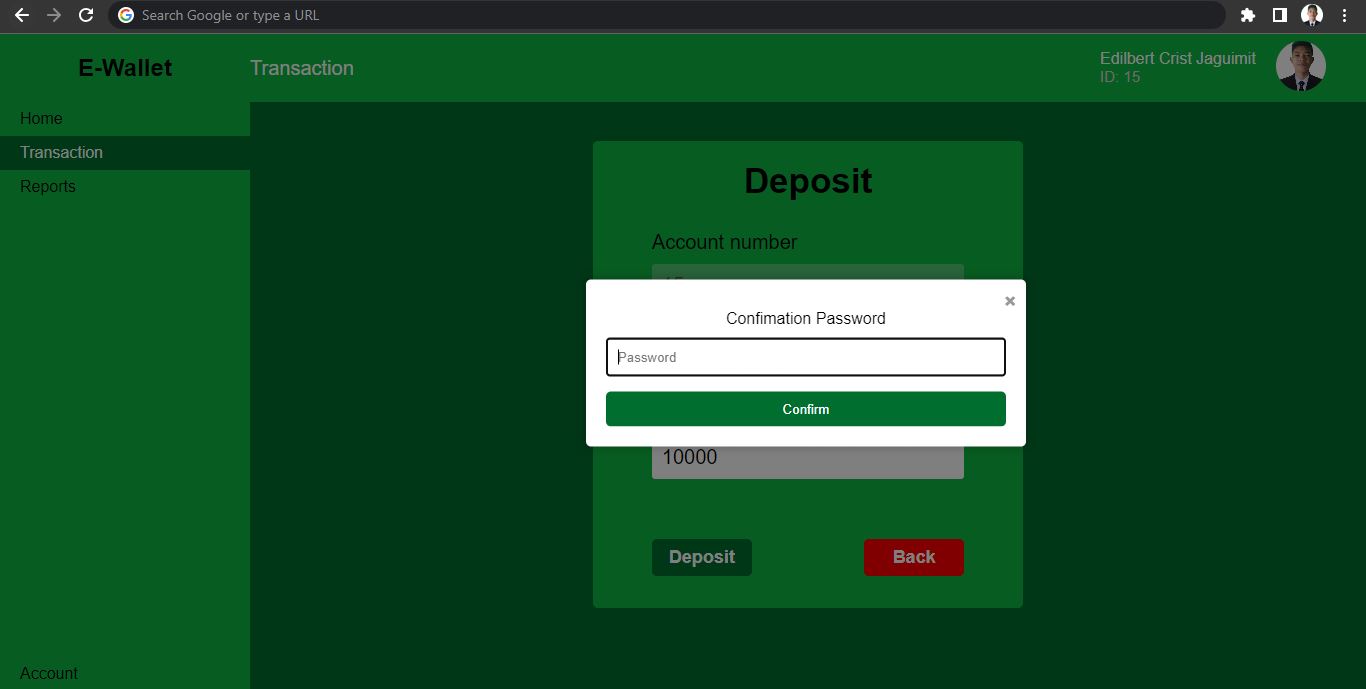 Search Google or type a URL
E-Wallet
Transaction
Edilbert Crist Jaguimit
ID: 15
Home
Transaction
Reports
Account
Deposit
Account number
Confimation Password
Password
Confirm
10000
Deposit
Back